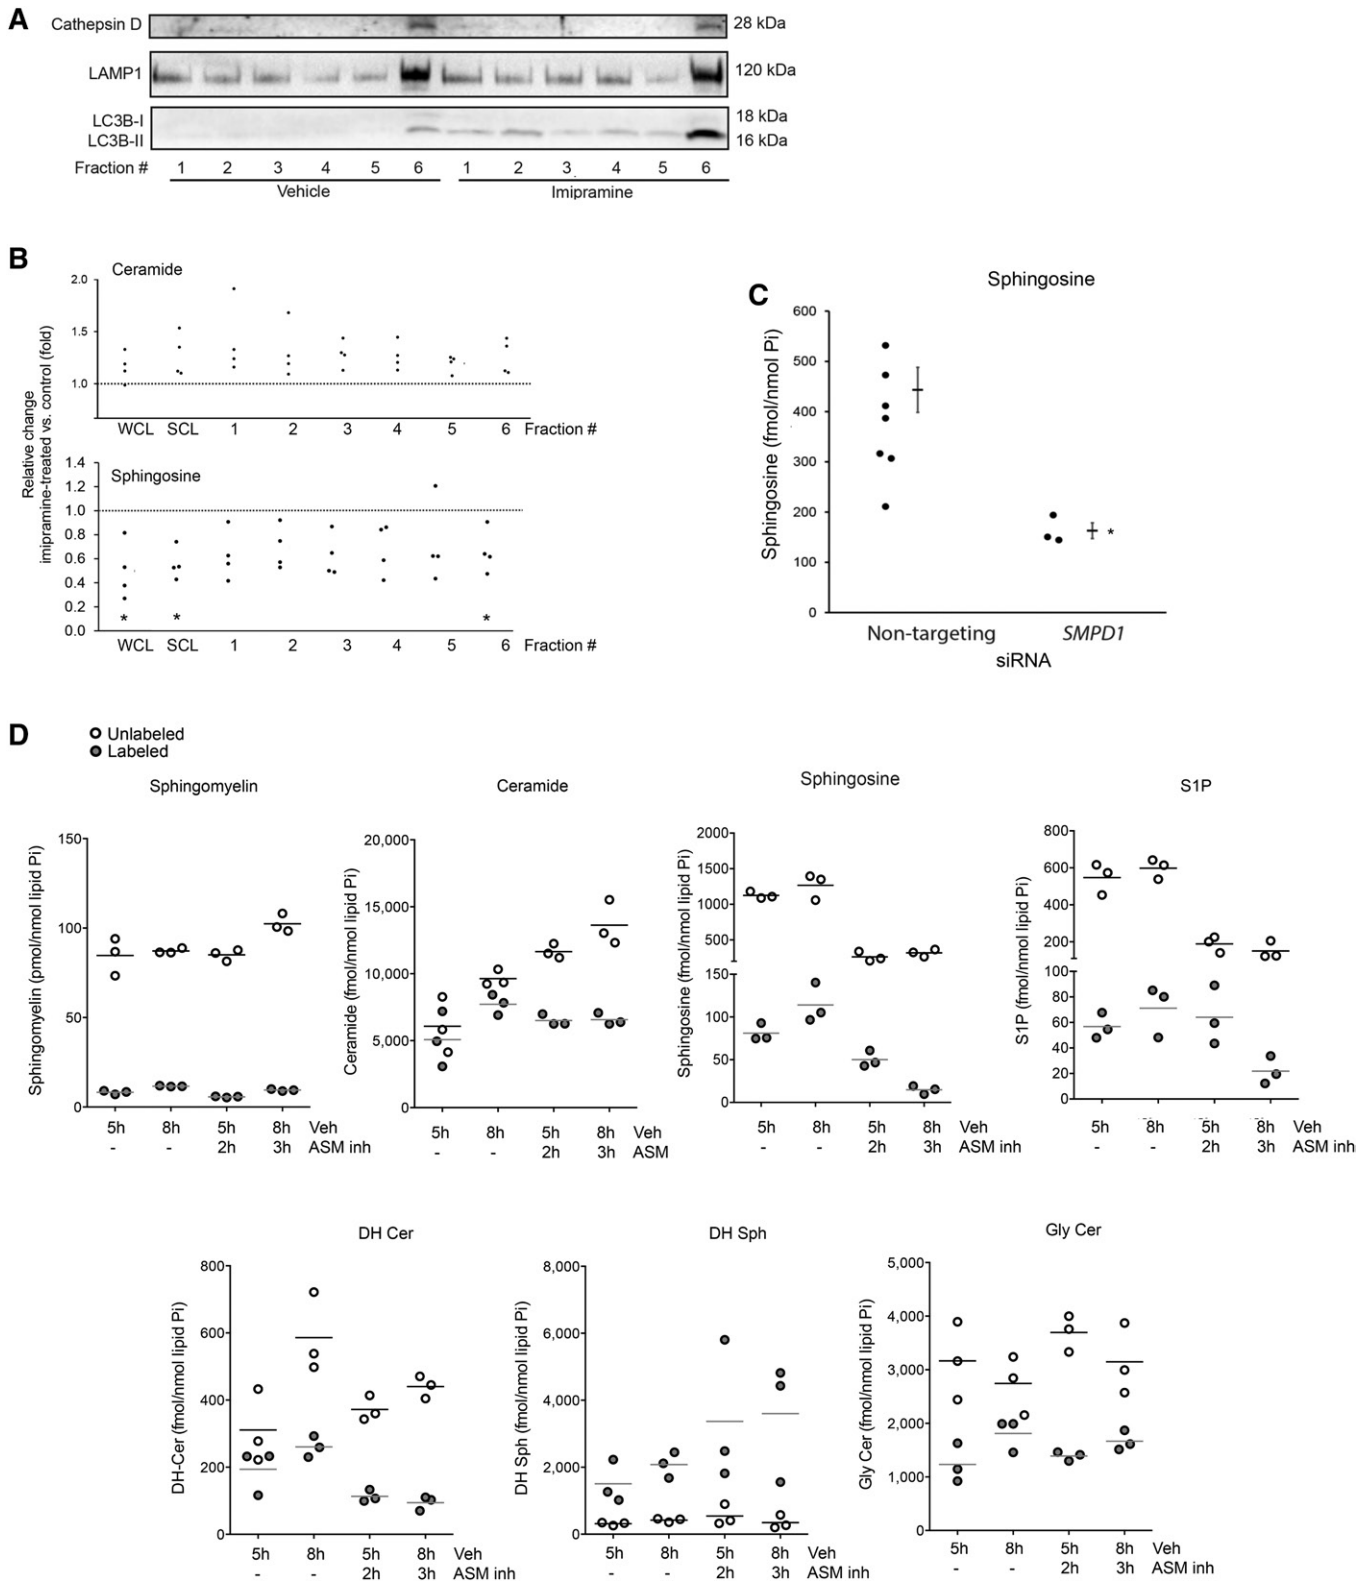 A
Cathepsin D
28 kDa
LAMP1
120 kDa
LC3B-I
18 kDa
LC3B-II
16 kDa
Fraction # 1 2 3 4 5 6 1 2 3 4 5 6
Vehicle Imipramine
B
Relative change
imipramine-treated vs. control (fold)
Ceramide
2.0
1.5
1.0
WCL SCL 1 2 3 4 5 6 Fraction #
1.4
Sphingosine
1.2
1.0
0.8
0.6
0.4
0.2
* * *
0.0
WCL SCL 1 2 3 4 5 6 Fraction #
C
Sphingosine
Sphingosine (fmol/nmol Pi)
600
500
400
300
200
*
100
0
Non-targeting SMPD1
siRNA
D
Unlabeled
Labeled
Sphingomyelin
Sphingomyelin (pmol/nmol lipid Pi)
150
100
50
0
5h 8h 5h 8h Veh
- - 2h 3h ASM inh
Ceramide
Ceramide (fmol/nmol lipid Pi)
20,000
15,000
10,000
5,000
0
5h 8h 5h 8h Veh
- - 2h 3h ASM
Sphingosine
Sphingosine (fmol/nmol lipid Pi)
2000
1500
1000
500
150
100
50
0
5h 8h 5h 8h Veh
- - 2h 3h ASM inh
S1P
S1P (fmol/nmol lipid Pi)
800
600
400
200
100
80
60
40
20
0
5h 8h 5h 8h Veh
- - 2h 3h ASM inh
DH Cer
DH-Cer (fmol/nmol lipid Pi)
800
600
400
200
0
5h 8h 5h 8h Veh
- - 2h 3h ASM inh
DH Sph
DH Sph (fmol/nmol lipid Pi)
8,000
6,000
4,000
2,000
0
5h 8h 5h 8h Veh
- - 2h 3h ASM inh
Gly Cer
Gly Cer (fmol/nmol lipid Pi)
5,000
4,000
3,000
2,000
1,000
0
5h 8h 5h 8h Veh
- - 2h 3h ASM inh